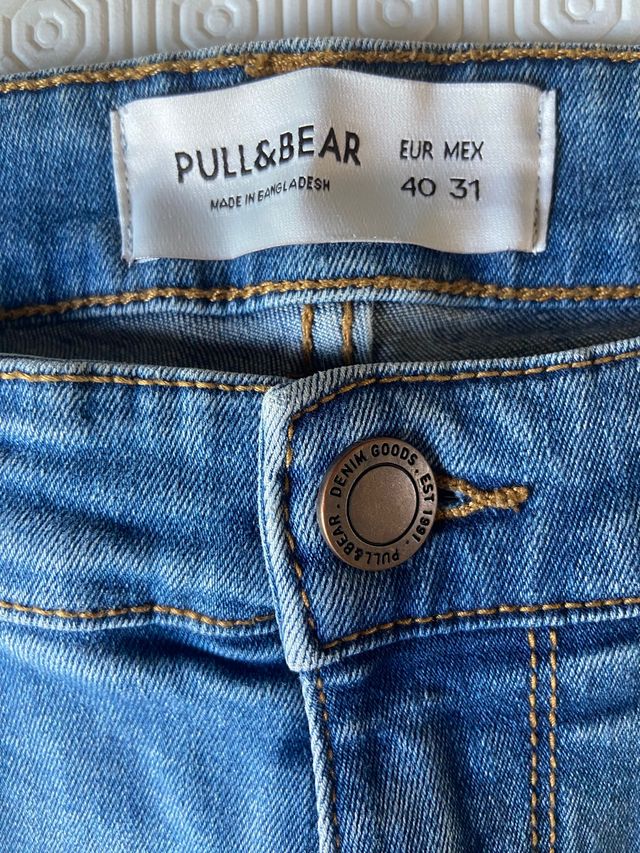 PULL&BEAR
MADE IN BANGLADESH
EUR MEX
40 31
DENIM GOODS . EST 1991 . PULL&BEAR .